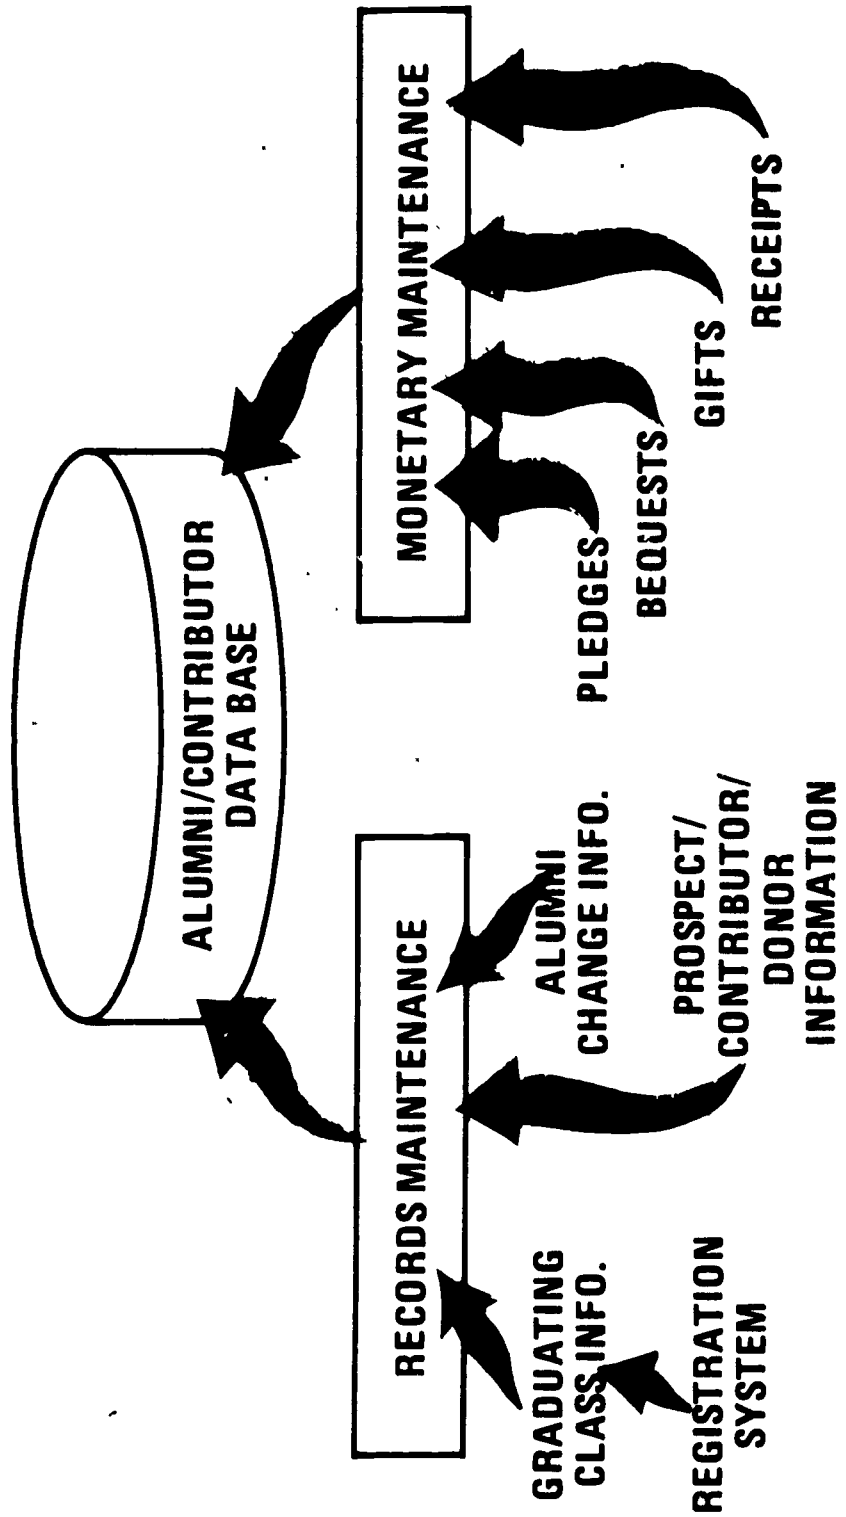 ALUMNI/CONTRIBUTOR
DATA BASE
RECORDS MAINTENANCE
MONETARY MAINTENANCE
GRADUATING
CLASS INFO.
REGISTRATION
SYSTEM
ALUMNI
CHANGE INFO.
PROSPECT/
CONTRIBUTOR/
DONOR
INFORMATION
PLEDGES
BEQUESTS
GIFTS
RECEIPTS